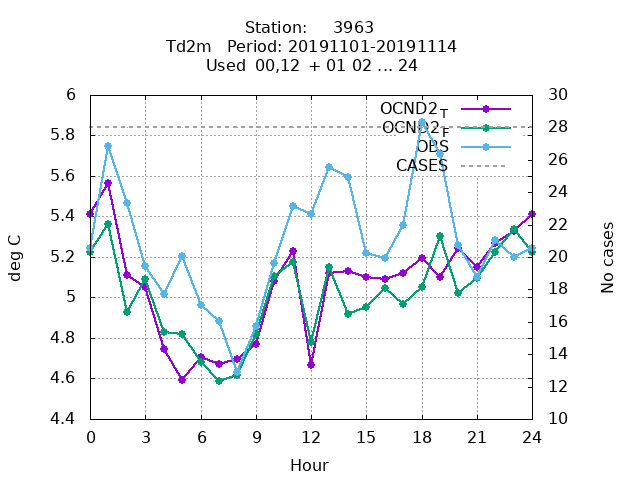 Station: 3963
Td2m Period: 20191101-20191114
Used 00,12 + 01 02 ... 24
6
5.8
5.6
5.4
5.2
5
4.8
4.6
4.4
30
28
26
24
22
20
18
16
14
12
10
OCND2T
OCND2F
OBS
CASES
deg C
No cases
0 3 6 9 12 15 18 21 24
Hour